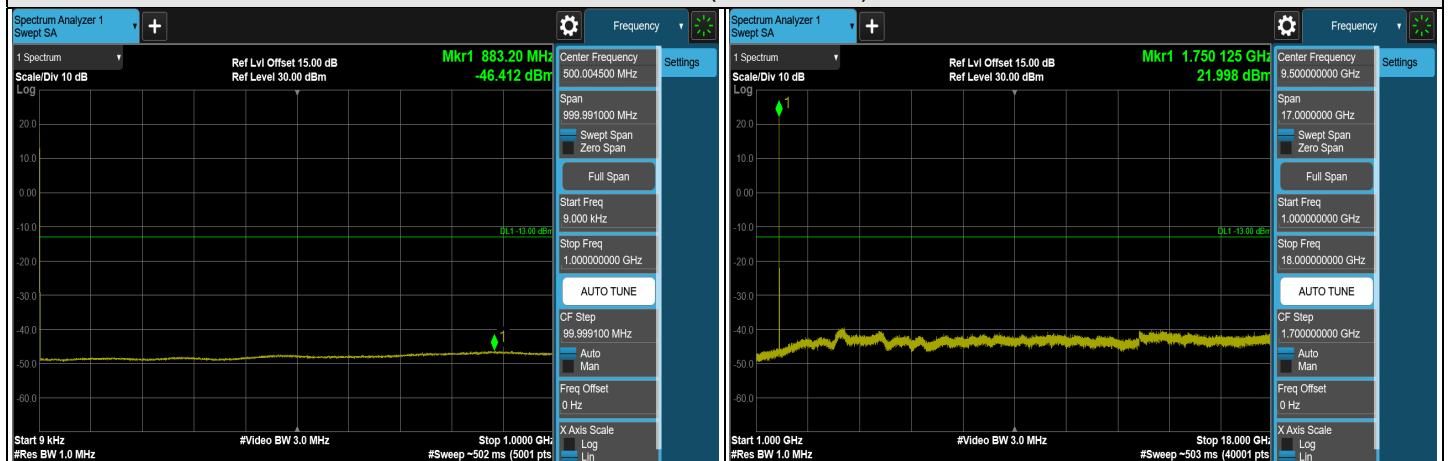 Spectrum Analyzer 1
Swept SA
+
Frequency
1 Spectrum
Scale/Div 10 dB
Log
Ref Lvl Offset 15.00 dB
Ref Level 30.00 dBm
Mkr1 883.20 MHz
-46.412 dBm
20.0
10.0
0.00
-10.0
-20.0
-30.0
-40.0
-50.0
-60.0
DL1 -13.00 dBm
1
Start 9 kHz
#Res BW 1.0 MHz
#Video BW 3.0 MHz
Stop 1.0000 GHz
#Sweep ~502 ms (5001 pts
Center Frequency
500.004500 MHz
Settings
Span
999.991000 MHz
Swept Span
Zero Span
Full Span
Start Freq
9.000 kHz
Stop Freq
1.000000000 GHz
AUTO TUNE
CF Step
99.999100 MHz
Auto
Man
Freq Offset
0 Hz
X Axis Scale
Log
Lin
Spectrum Analyzer 1
Swept SA
+
Frequency
1 Spectrum
Scale/Div 10 dB
Log
Ref Lvl Offset 15.00 dB
Ref Level 30.00 dBm
Mkr1 1.750 125 GHz
21.998 dBm
1
20.0
10.0
0.00
-10.0
-20.0
-30.0
-40.0
-50.0
-60.0
DL1 -13.00 dBm
Start 1.000 GHz
#Res BW 1.0 MHz
#Video BW 3.0 MHz
Stop 18.000 GHz
#Sweep ~503 ms (40001 pts
Center Frequency
9.500000000 GHz
Settings
Span
17.0000000 GHz
Swept Span
Zero Span
Full Span
Start Freq
1.000000000 GHz
Stop Freq
18.000000000 GHz
AUTO TUNE
CF Step
1.700000000 GHz
Auto
Man
Freq Offset
0 Hz
X Axis Scale
Log
Lin